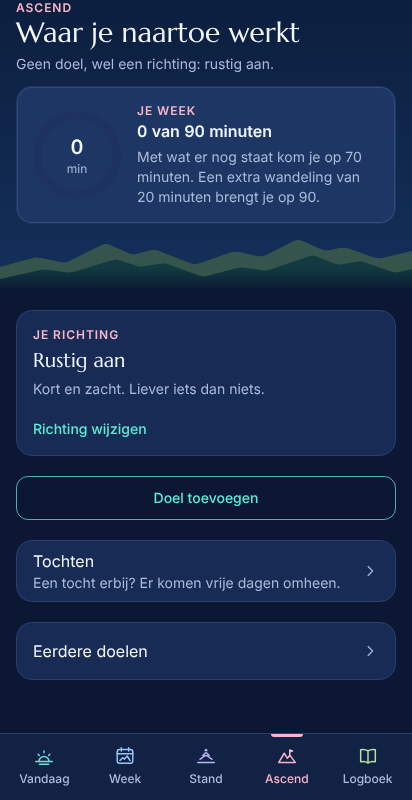 ASCEND
Waar je naartoe werkt
Geen doel, wel een richting: rustig aan.
JE WEEK
0 van 90 minuten
0
min
Met wat er nog staat kom je op 70
minuten. Een extra wandeling van
20 minuten brengt je op 90.
JE RICHTING
Rustig aan
Kort en zacht. Liever iets dan niets.
Richting wijzigen
Doel toevoegen
Tochten
Een tocht erbij? Er komen vrije dagen omheen.
Eerdere doelen
Vandaag
Week
Stand
Ascend
Logboek